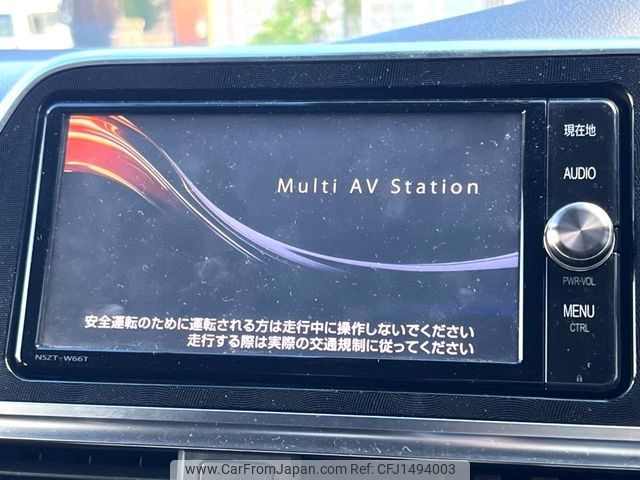 現在地
AUDIO
Multi AV Station
PWR-VOL
MENU
CTRL
安全運転のために運転される方は走行中に操作しないでください
走行する際は実際の交通規制に従ってください
NSZT-W66T
www.CarFromJapan.com - CFJ1494003